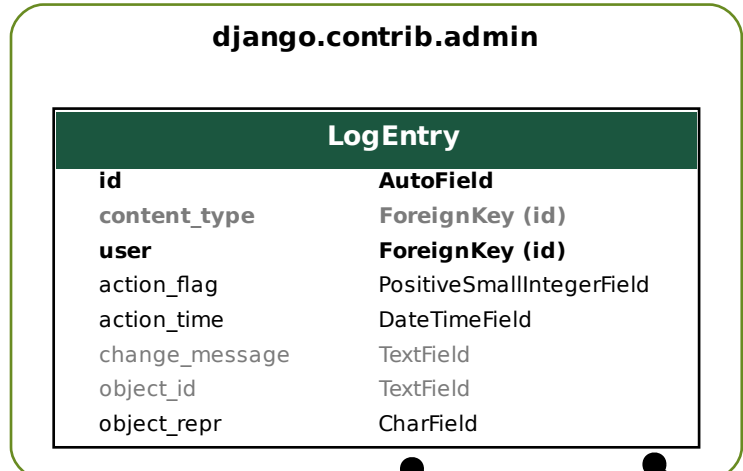 django.contrib.admin
LogEntry
id AutoField
content_type ForeignKey (id)
user ForeignKey (id)
action_flag PositiveSmallIntegerField
action_time DateTimeField
change_message TextField
object_id TextField
object_repr CharField